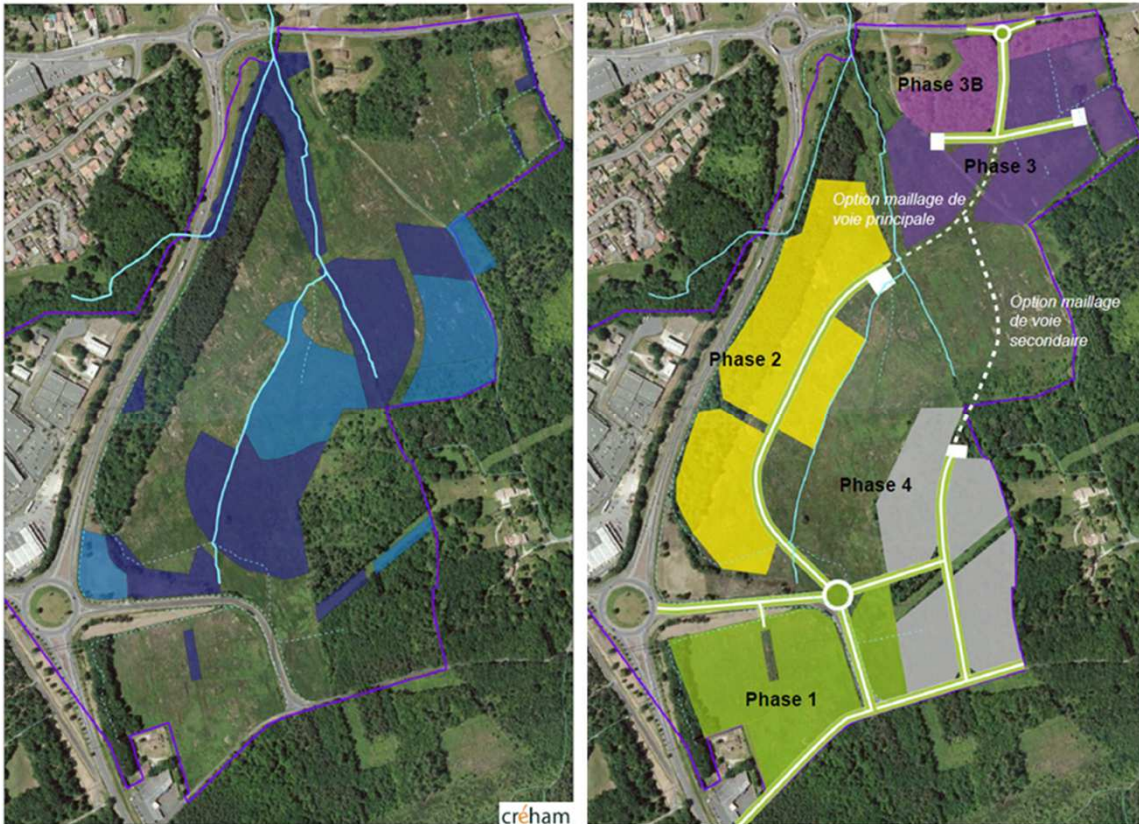 créham
Phase 3B
Phase 3
Option maillage de
voie principale
Option maillage
de voie
secondaire
Phase 2
Phase 4
Phase 1